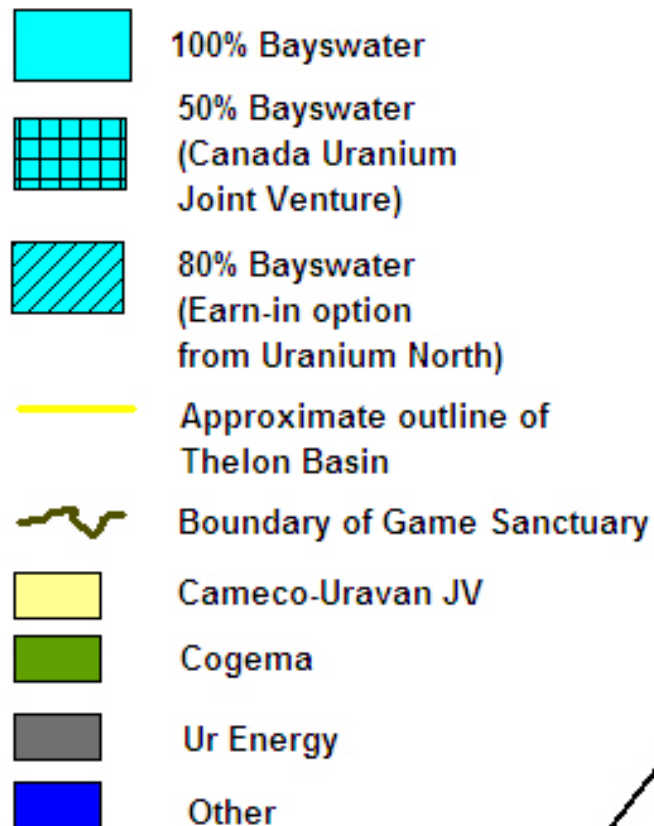 100% Bayswater
50% Bayswater
(Canada Uranium
Joint Venture)
80% Bayswater
(Earn-in option
from Uranium North)
Approximate outline of
Thelon Basin
Boundary of Game Sanctuary
Cameco-Uravan JV
Cogema
Ur Energy
Other